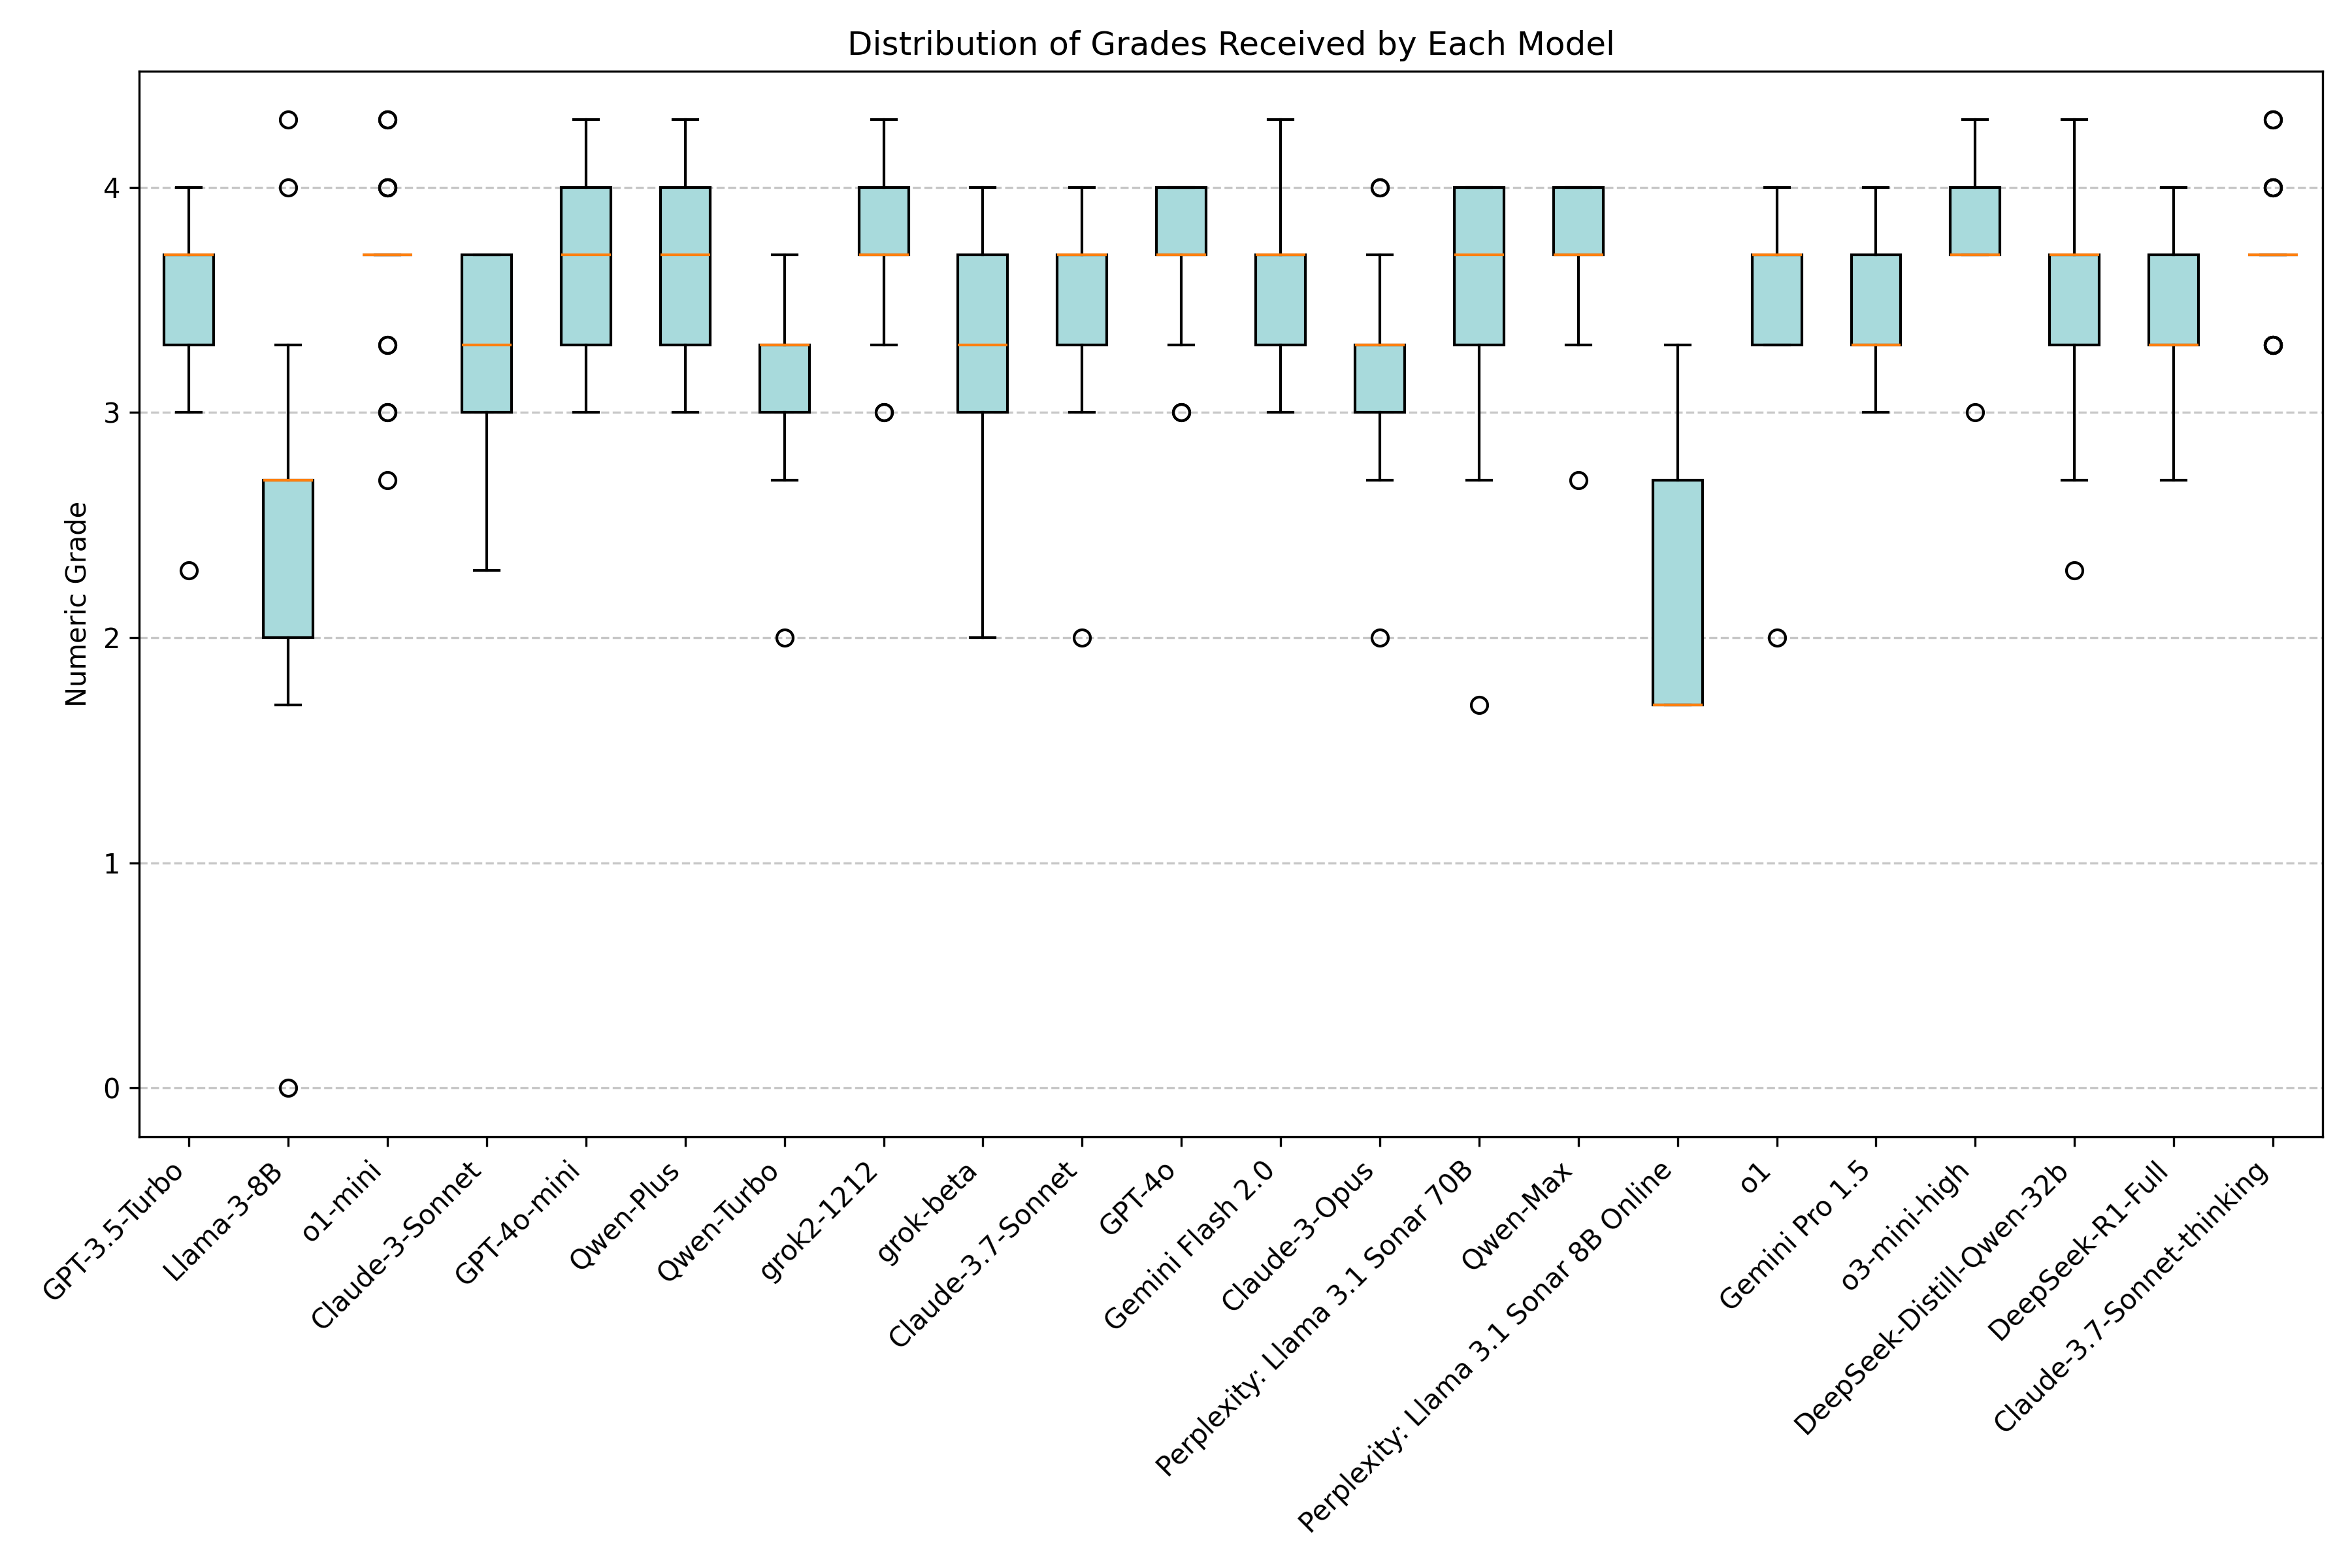 Distribution of Grades Received by Each Model
Numeric Grade
4
3
2
1
0
GPT-3.5-Turbo
Llama-3-8B
o1-mini
Claude-3-Sonnet
GPT-4o-mini
Qwen-Plus
Qwen-Turbo
grok2-1212
grok-beta
Claude-3.7-Sonnet
GPT-4o
Gemini Flash 2.0
Claude-3-Opus
Perplexity: Llama 3.1 Sonar 70B
Qwen-Max
Perplexity: Llama 3.1 Sonar 8B Online
o1
Gemini Pro 1.5
o3-mini-high
DeepSeek-Distill-Qwen-32b
DeepSeek-R1-Full
Claude-3.7-Sonnet-thinking